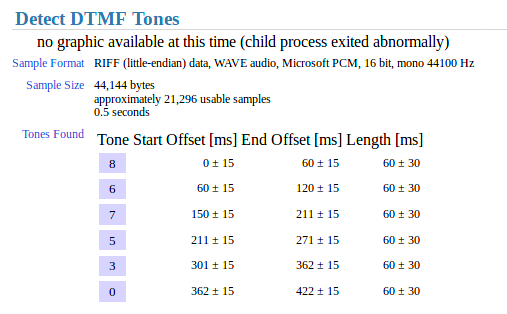 Detect DTMF Tones
no graphic available at this time (child process exited abnormally)
Sample Format RIFF (little-endian) data, WAVE audio, Microsoft PCM, 16 bit, mono 44100 Hz
Sample Size 44,144 bytes
approximately 21,296 usable samples
0.5 seconds
Tones Found Tone Start Offset [ms] End Offset [ms] Length [ms]
8 0 ± 15 60 ± 15 60 ± 30
6 60 ± 15 120 ± 15 60 ± 30
7 150 ± 15 211 ± 15 60 ± 30
5 211 ± 15 271 ± 15 60 ± 30
3 301 ± 15 362 ± 15 60 ± 30
0 362 ± 15 422 ± 15 60 ± 30